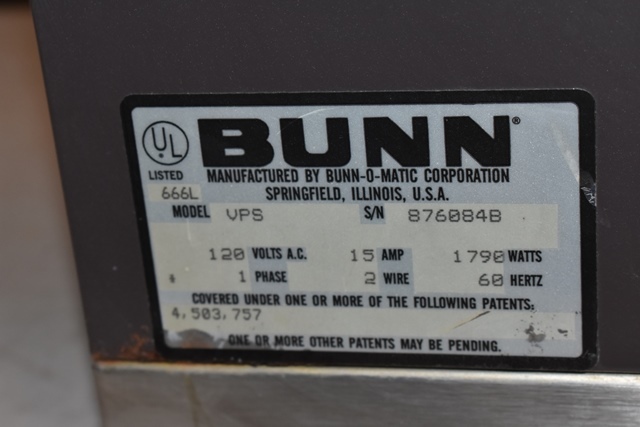 UL BUNN®
LISTED MANUFACTURED BY BUNN-O-MATIC CORPORATION
666L SPRINGFIELD, ILLINOIS, U.S.A.
MODEL VPS S/N 876084B
120 VOLTS A.C. 15 AMP 1790 WATTS
1 PHASE 2 WIRE 60 HERTZ
COVERED UNDER ONE OR MORE OF THE FOLLOWING PATENTS:
4,503,757
ONE OR MORE OTHER PATENTS MAY BE PENDING.